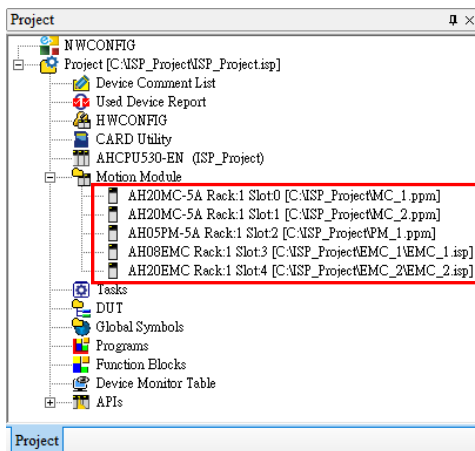 Project
NWCONFIG
Project [C:\ISP_Project\ISP_Project.isp]
Device Comment List
Used Device Report
HWCONFIG
CARD Utility
AHCPU530-EN (ISP_Project)
Motion Module
AH20MC-5A Rack:1 Slot:0 [C:\ISP_Project\MC_1.ppm]
AH20MC-5A Rack:1 Slot:1 [C:\ISP_Project\MC_2.ppm]
AH05PM-5A Rack:1 Slot:2 [C:\ISP_Project\PM_1.ppm]
AH08EMC Rack:1 Slot:3 [C:\ISP_Project\EMC_1\EMC_1.isp]
AH20EMC Rack:1 Slot:4 [C:\ISP_Project\EMC_2\EMC_2.isp]
Tasks
DUT
Global Symbols
Programs
Function Blocks
Device Monitor Table
APIs
Project